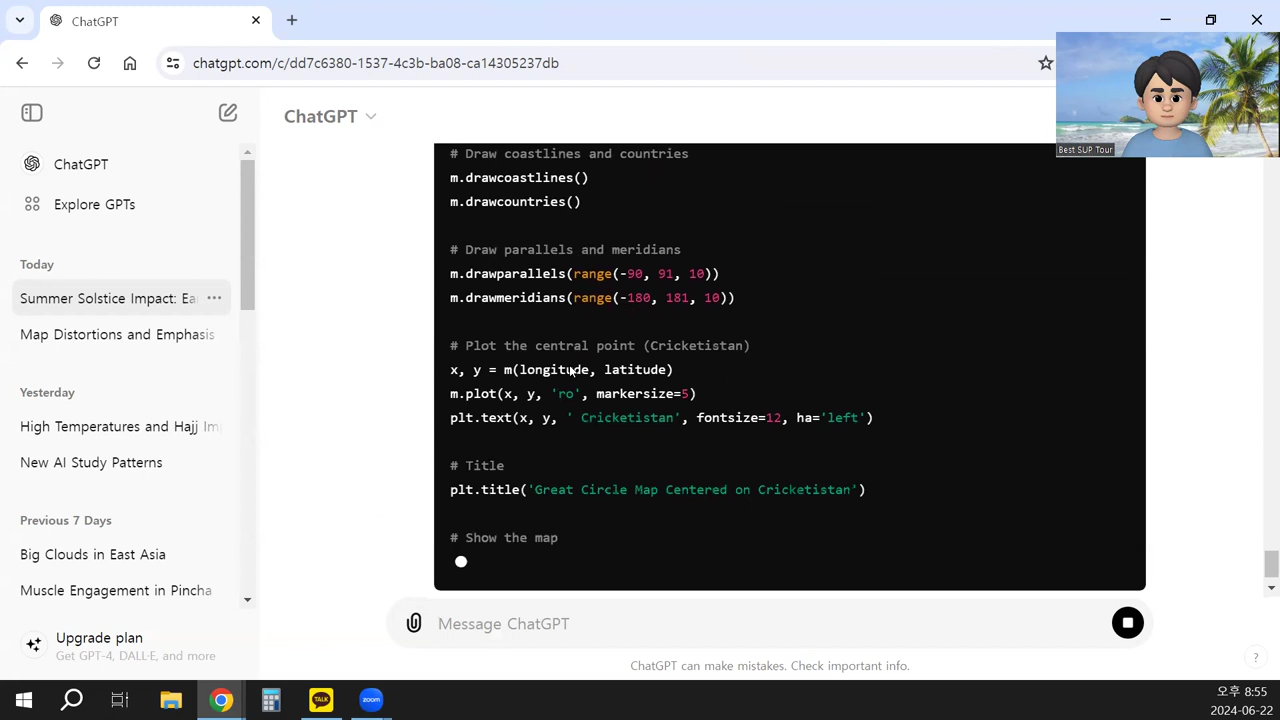 ChatGPT
chatgpt.com/c/dd7c6380-1537-4c3b-ba08-ca14305237db
Best SUP Tour
ChatGPT
Explore GPTs
Today
Summer Solstice Impact: Ea
Map Distortions and Emphasis
Yesterday
High Temperatures and Hajj Im
New AI Study Patterns
Previous 7 Days
Big Clouds in East Asia
Muscle Engagement in Pincha
Upgrade plan
Get GPT-4, DALL·E, and more
ChatGPT
# Draw coastlines and countries
m.drawcoastlines()
m.drawcountries()
# Draw parallels and meridians
m.drawparallels(range(-90, 91, 10))
m.drawmeridians(range(-180, 181, 10))
# Plot the central point (Cricketistan)
x, y = m(longitude, latitude)
m.plot(x, y, 'ro', markersize=5)
plt.text(x, y, ' Cricketistan', fontsize=12, ha='left')
# Title
plt.title('Great Circle Map Centered on Cricketistan')
# Show the map
Message ChatGPT
ChatGPT can make mistakes. Check important info.
?
TALK
zoom
오후 8:55
2024-06-22